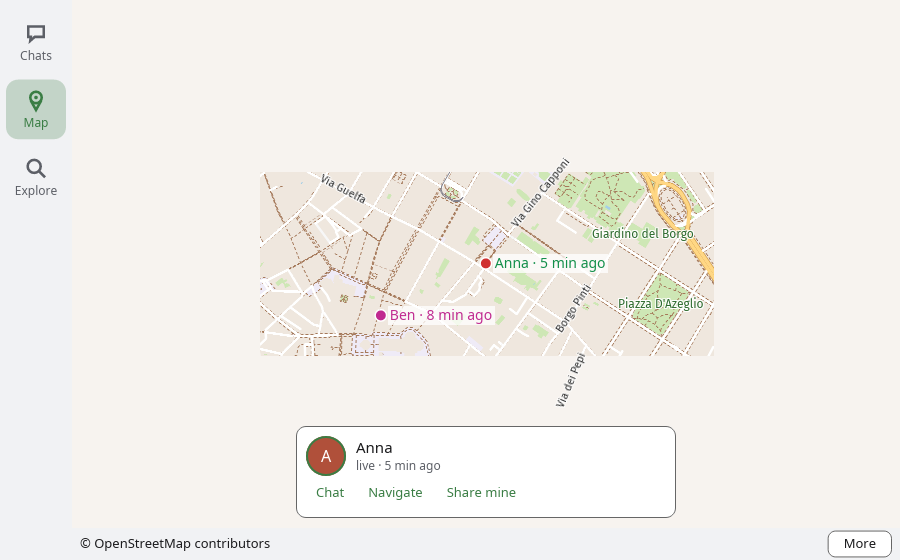 Chats
Map
Explore
Via Guelfa
Via Gino Capponi
Giardino del Borgo
Anna · 5 min ago
Piazza D'Azeglio
Borgo Pinti
Ben · 8 min ago
Via dei Pepi
A
Anna
live · 5 min ago
Chat Navigate Share mine
© OpenStreetMap contributors
More